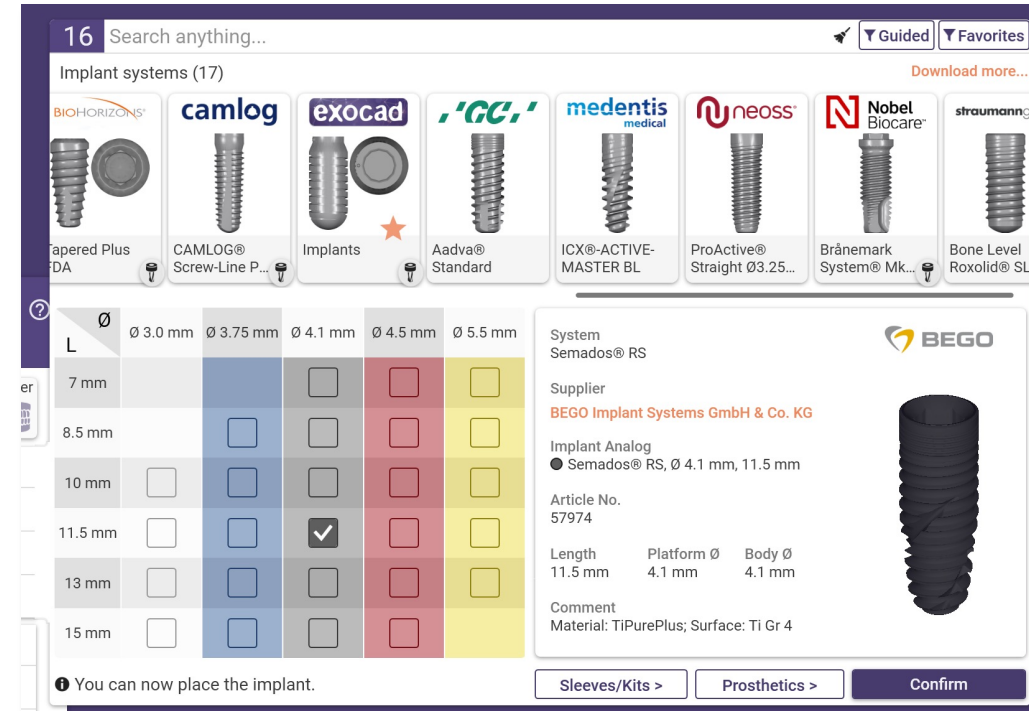 16 Search anything... Guided Favorites
Implant systems (17) Download more...
BIOHORIZONS® camlog exocad GC medentis medical neoss® Nobel Biocare™ straumann
Tapered Plus CAMLOG® Implants Aadva® ICX®-ACTIVE- ProActive® Brånemark Bone Level
FDA Screw-Line P... Standard MASTER BL Straight Ø3.25... System® Mk... Roxolid® SL
Ø
L
Ø 3.0 mm Ø 3.75 mm Ø 4.1 mm Ø 4.5 mm Ø 5.5 mm
7 mm
8.5 mm
10 mm
11.5 mm
13 mm
15 mm
er
System
Semados® RS
BEGO
Supplier
BEGO Implant Systems GmbH & Co. KG
Implant Analog
Semados® RS, Ø 4.1 mm, 11.5 mm
Article No.
57974
Length Platform Ø Body Ø
11.5 mm 4.1 mm 4.1 mm
Comment
Material: TiPurePlus; Surface: Ti Gr 4
You can now place the implant.
Sleeves/Kits > Prosthetics > Confirm